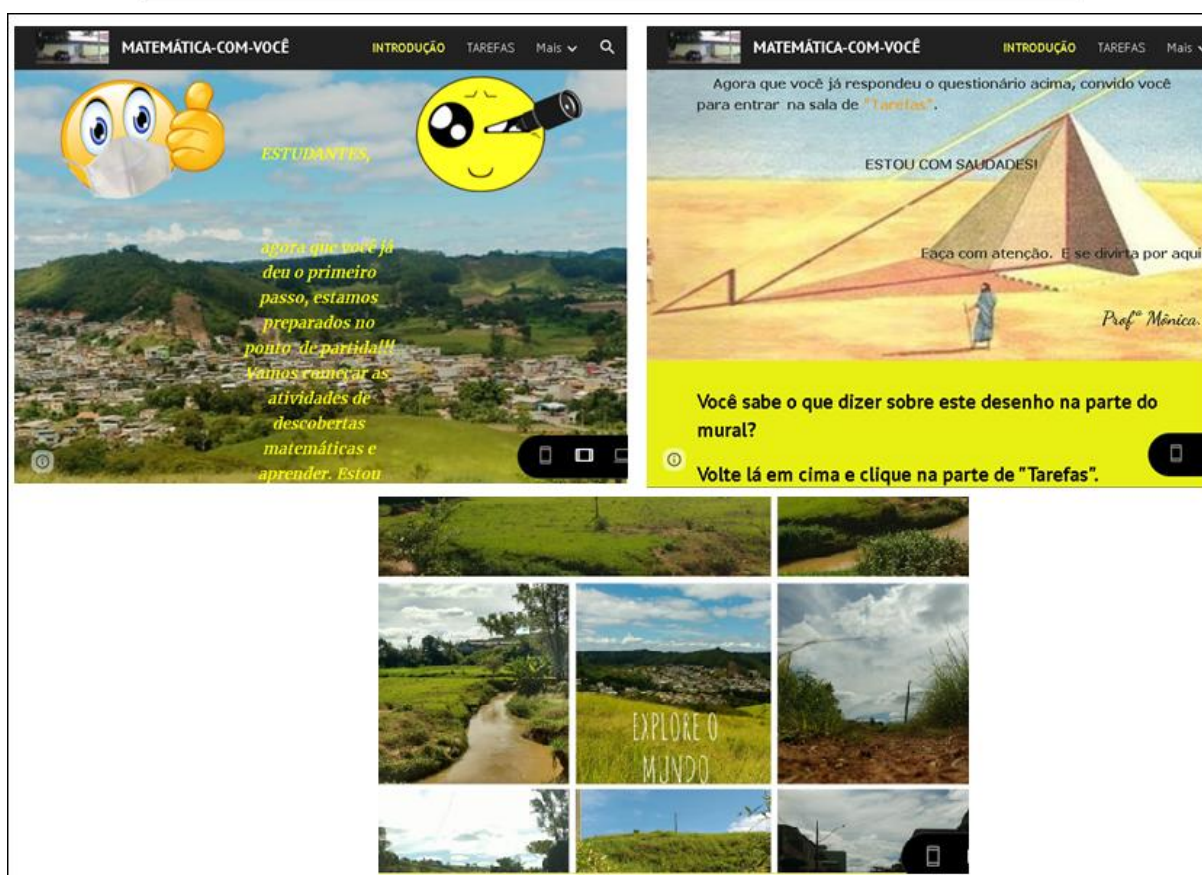 MATEMÁTICA-COM-VOCÊ INTRODUÇÃO TAREFAS Mais
ESTUDANTES,
agora que você já
deu o primeiro
passo, estamos
preparados no
ponto de partida!!!
Vamos começar as
atividades de
descobertas
matemáticas e
aprender. Estou
MATEMÁTICA-COM-VOCÊ INTRODUÇÃO TAREFAS Mais
Agora que você já respondeu o questionário acima, convido você
para entrar na sala de "Tarefas".
ESTOU COM SAUDADES!
Faça com atenção. E se divirta por aqui
Profª Mônica.
Você sabe o que dizer sobre este desenho na parte do
mural?
Volte lá em cima e clique na parte de "Tarefas".
EXPLORE O
MUNDO